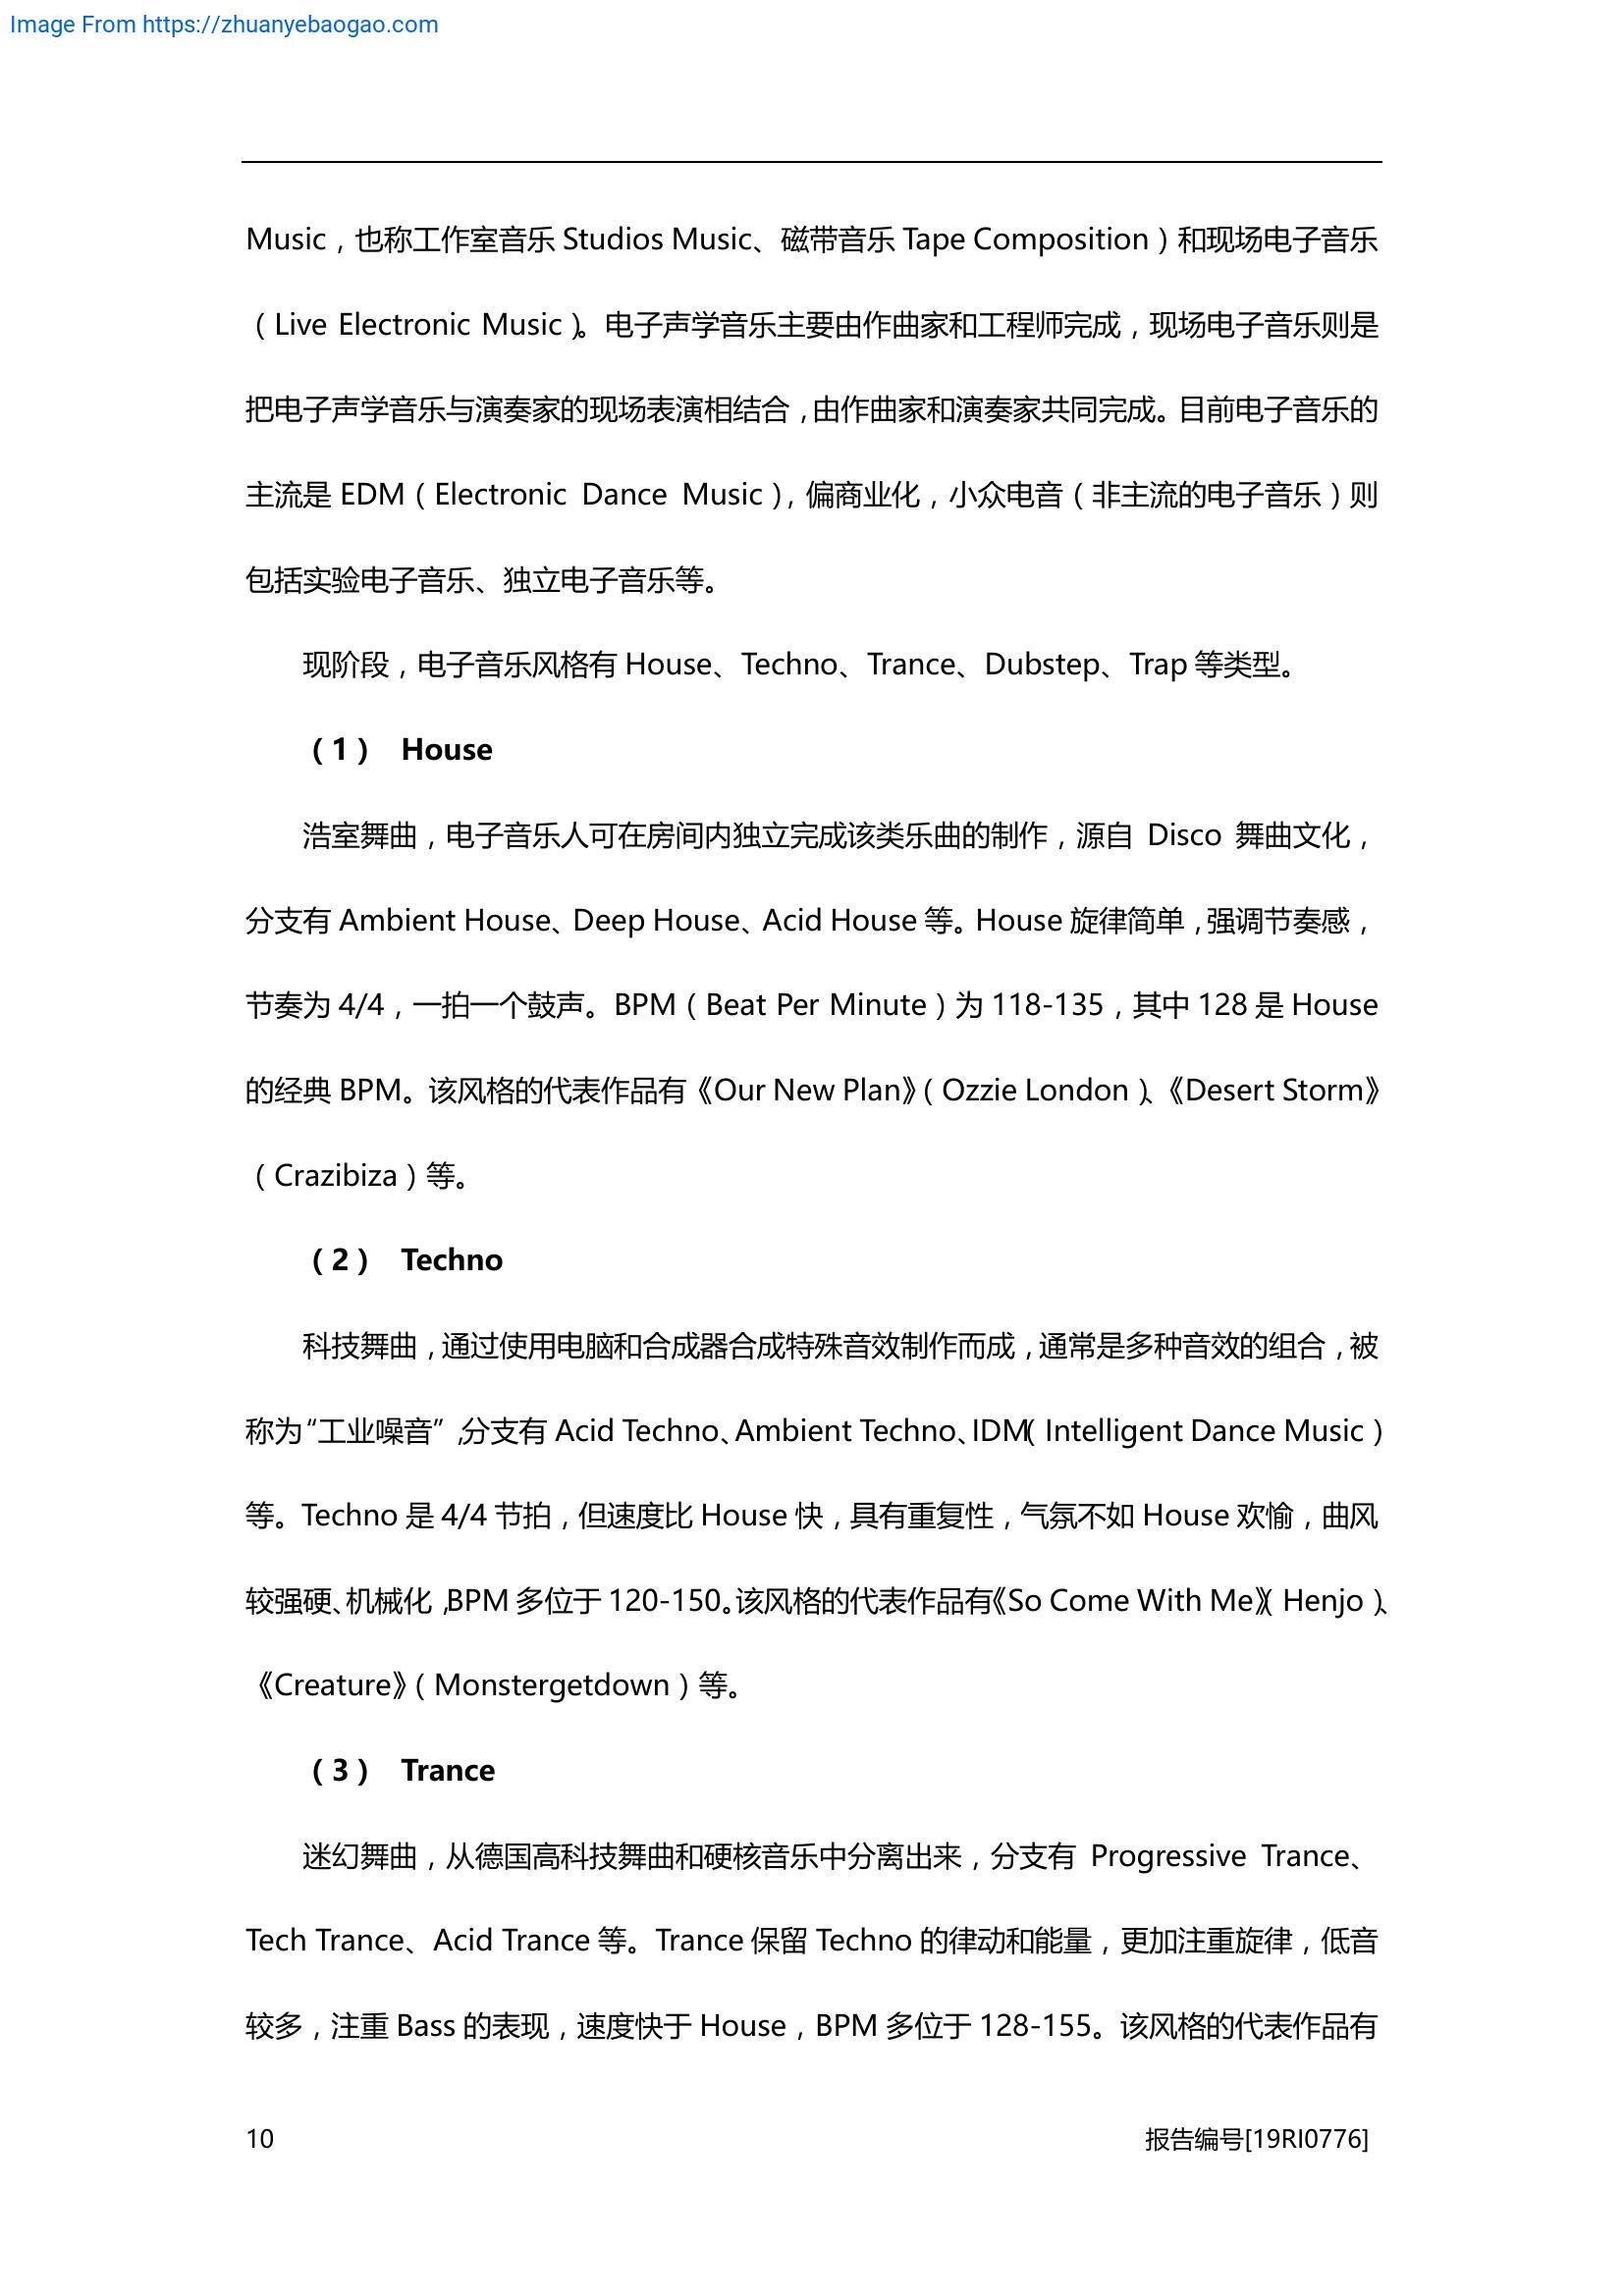 Image From https://zhuanyebaogao.com
Music，也称工作室音乐 Studios Music、磁带音乐 Tape Composition）和现场电子音乐
（Live Electronic Music）。电子声学音乐主要由作曲家和工程师完成，现场电子音乐则是
把电子声学音乐与演奏家的现场表演相结合，由作曲家和演奏家共同完成。目前电子音乐的
主流是 EDM（Electronic Dance Music），偏商业化，小众电音（非主流的电子音乐）则
包括实验电子音乐、独立电子音乐等。
现阶段，电子音乐风格有 House、Techno、Trance、Dubstep、Trap 等类型。
（1） House
浩室舞曲，电子音乐人可在房间内独立完成该类乐曲的制作，源自 Disco 舞曲文化，
分支有 Ambient House、Deep House、Acid House 等。House 旋律简单，强调节奏感，
节奏为 4/4，一拍一个鼓声。BPM（Beat Per Minute）为 118-135，其中 128 是 House
的经典 BPM。该风格的代表作品有《Our New Plan》（Ozzie London）、《Desert Storm》
（Crazibiza）等。
（2） Techno
科技舞曲，通过使用电脑和合成器合成特殊音效制作而成，通常是多种音效的组合，被
称为“工业噪音”，分支有 Acid Techno、Ambient Techno、IDM（Intelligent Dance Music）
等。Techno 是 4/4 节拍，但速度比 House 快，具有重复性，气氛不如 House 欢愉，曲风
较强硬、机械化，BPM 多位于 120-150。该风格的代表作品有《So Come With Me》（Henjo）、
《Creature》（Monstergetdown）等。
（3） Trance
迷幻舞曲，从德国高科技舞曲和硬核音乐中分离出来，分支有 Progressive Trance、
Tech Trance、Acid Trance 等。Trance 保留 Techno 的律动和能量，更加注重旋律，低音
较多，注重 Bass 的表现，速度快于 House，BPM 多位于 128-155。该风格的代表作品有
10 报告编号[19RI0776]